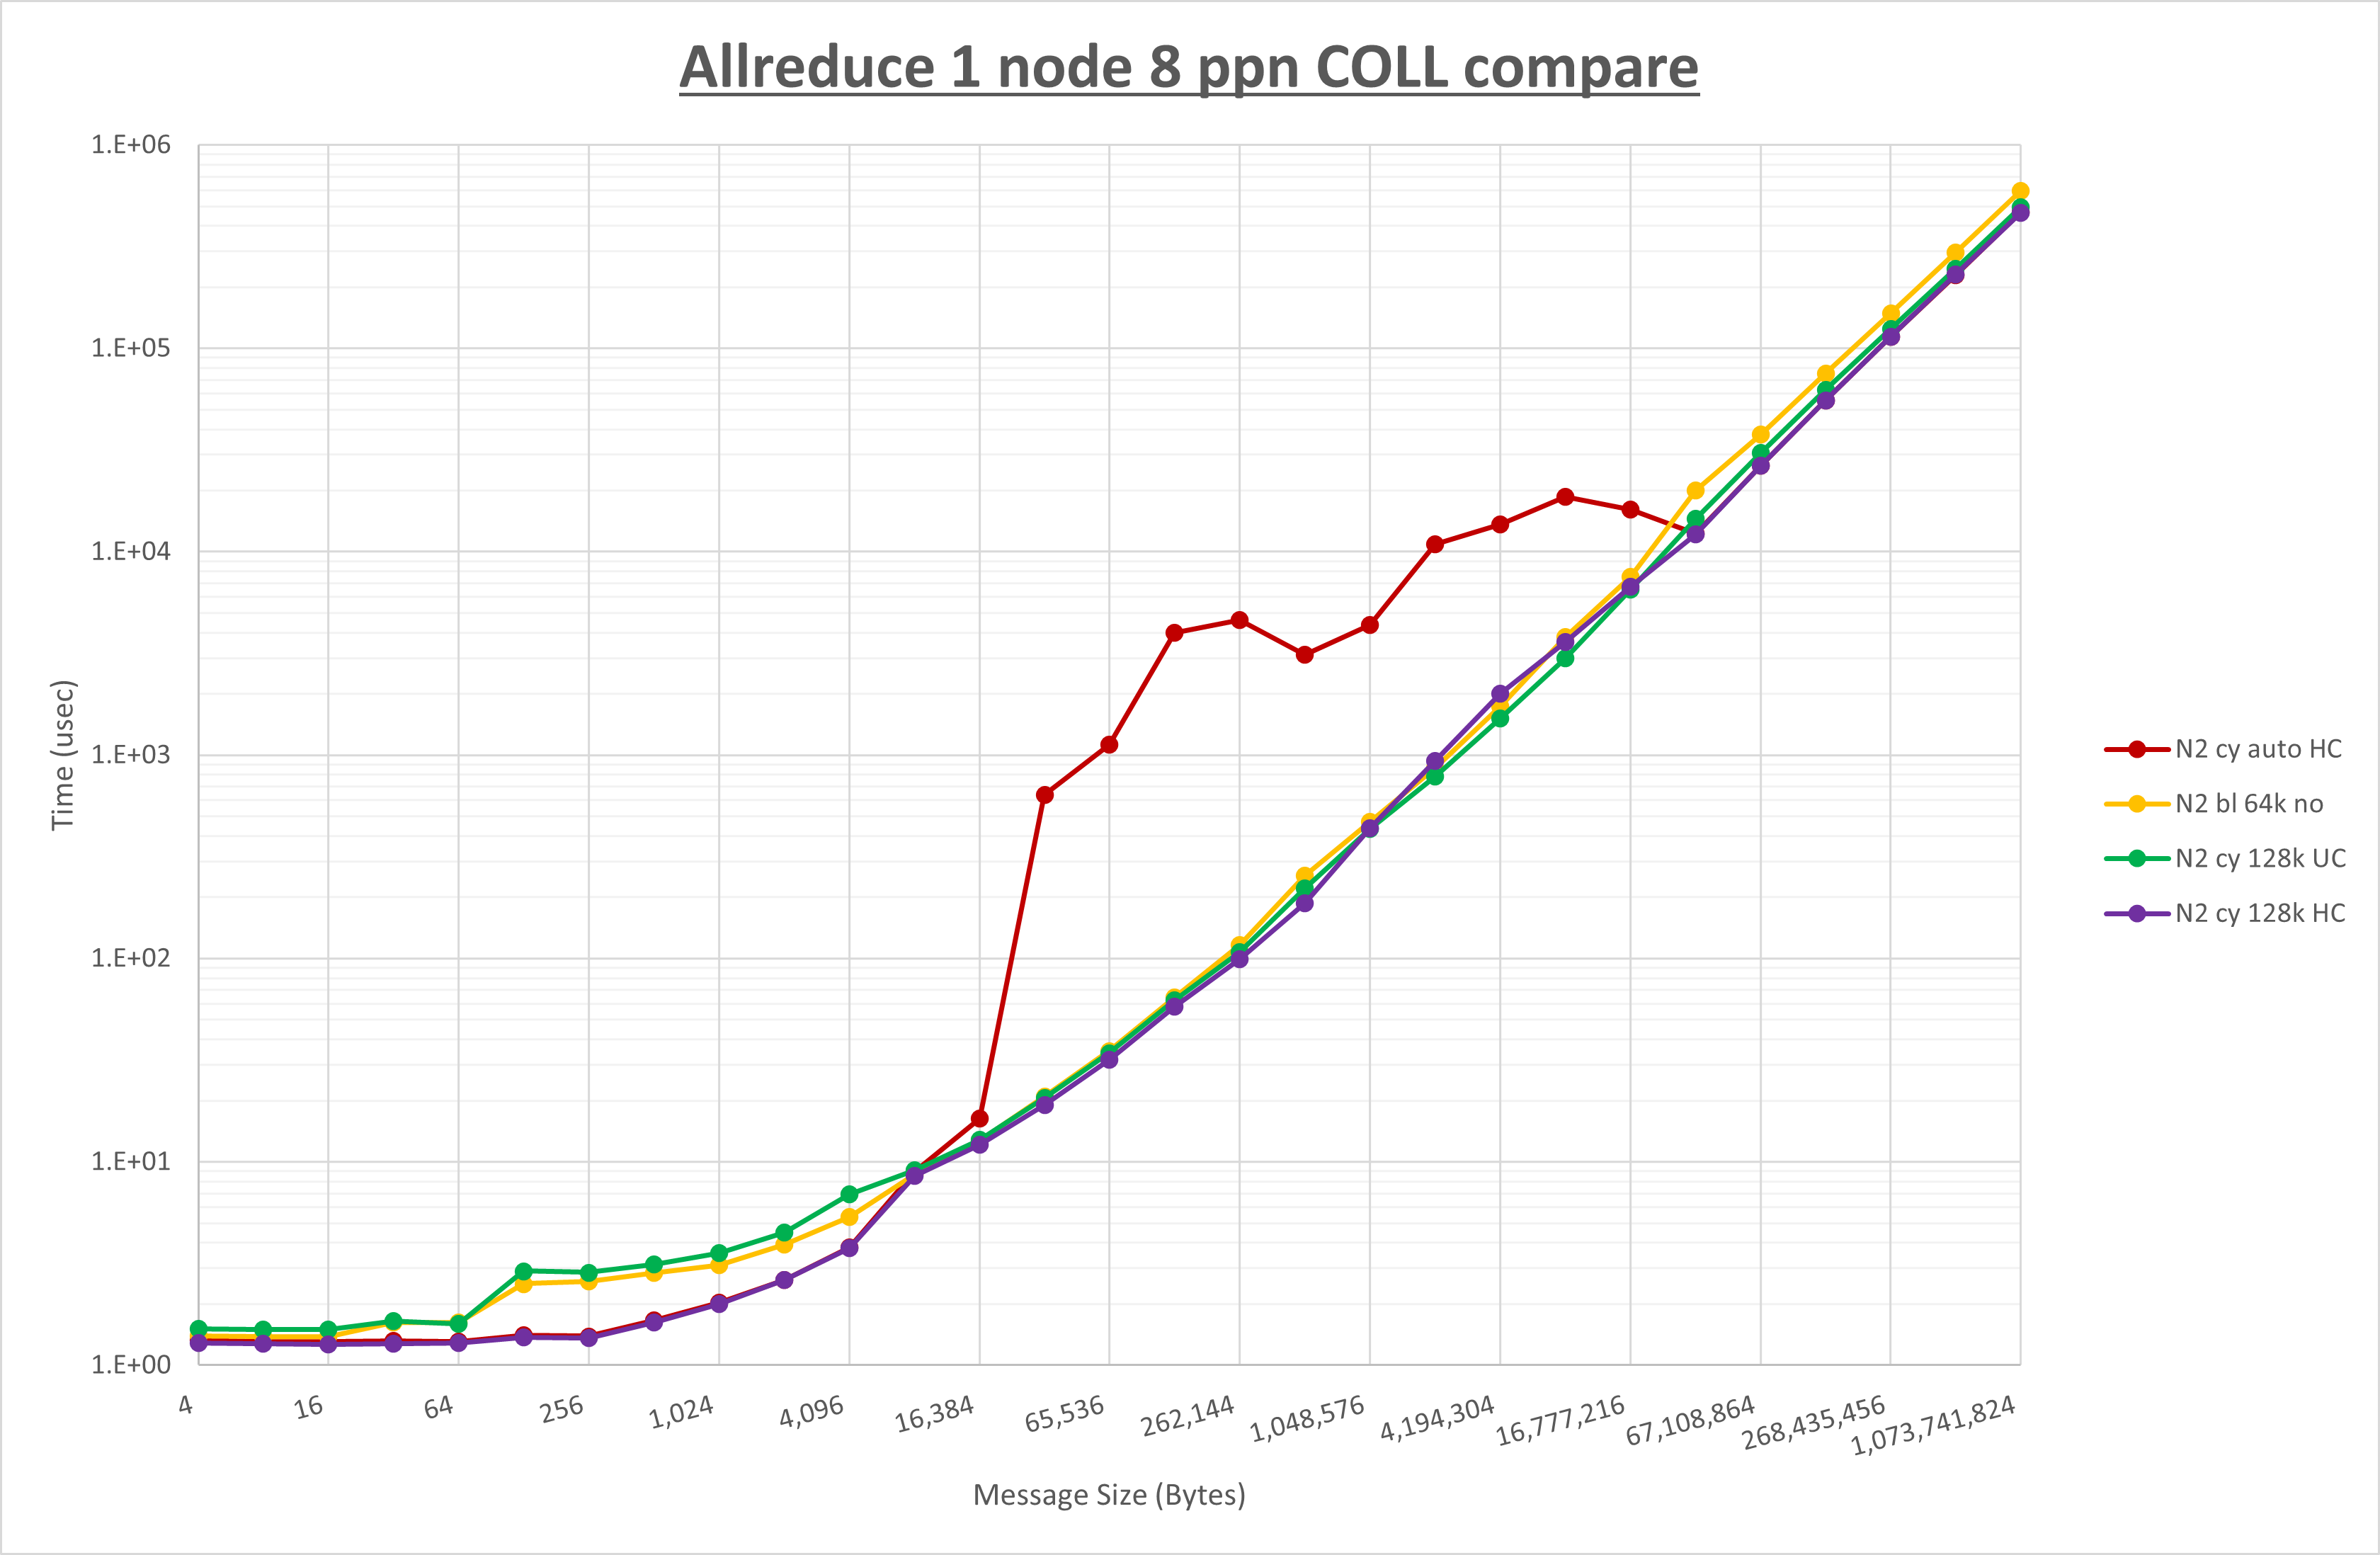 Allreduce 1 node 8 ppn COLL compare
1.E+06
1.E+05
1.E+04
1.E+03
1.E+02
1.E+01
1.E+00
Time (usec)
4
16
64
256
1,024
4,096
16,384
65,536
262,144
1,048,576
4,194,304
16,777,216
67,108,864
268,435,456
1,073,741,824
Message Size (Bytes)
N2 cy auto HC
N2 bl 64k no
N2 cy 128k UC
N2 cy 128k HC